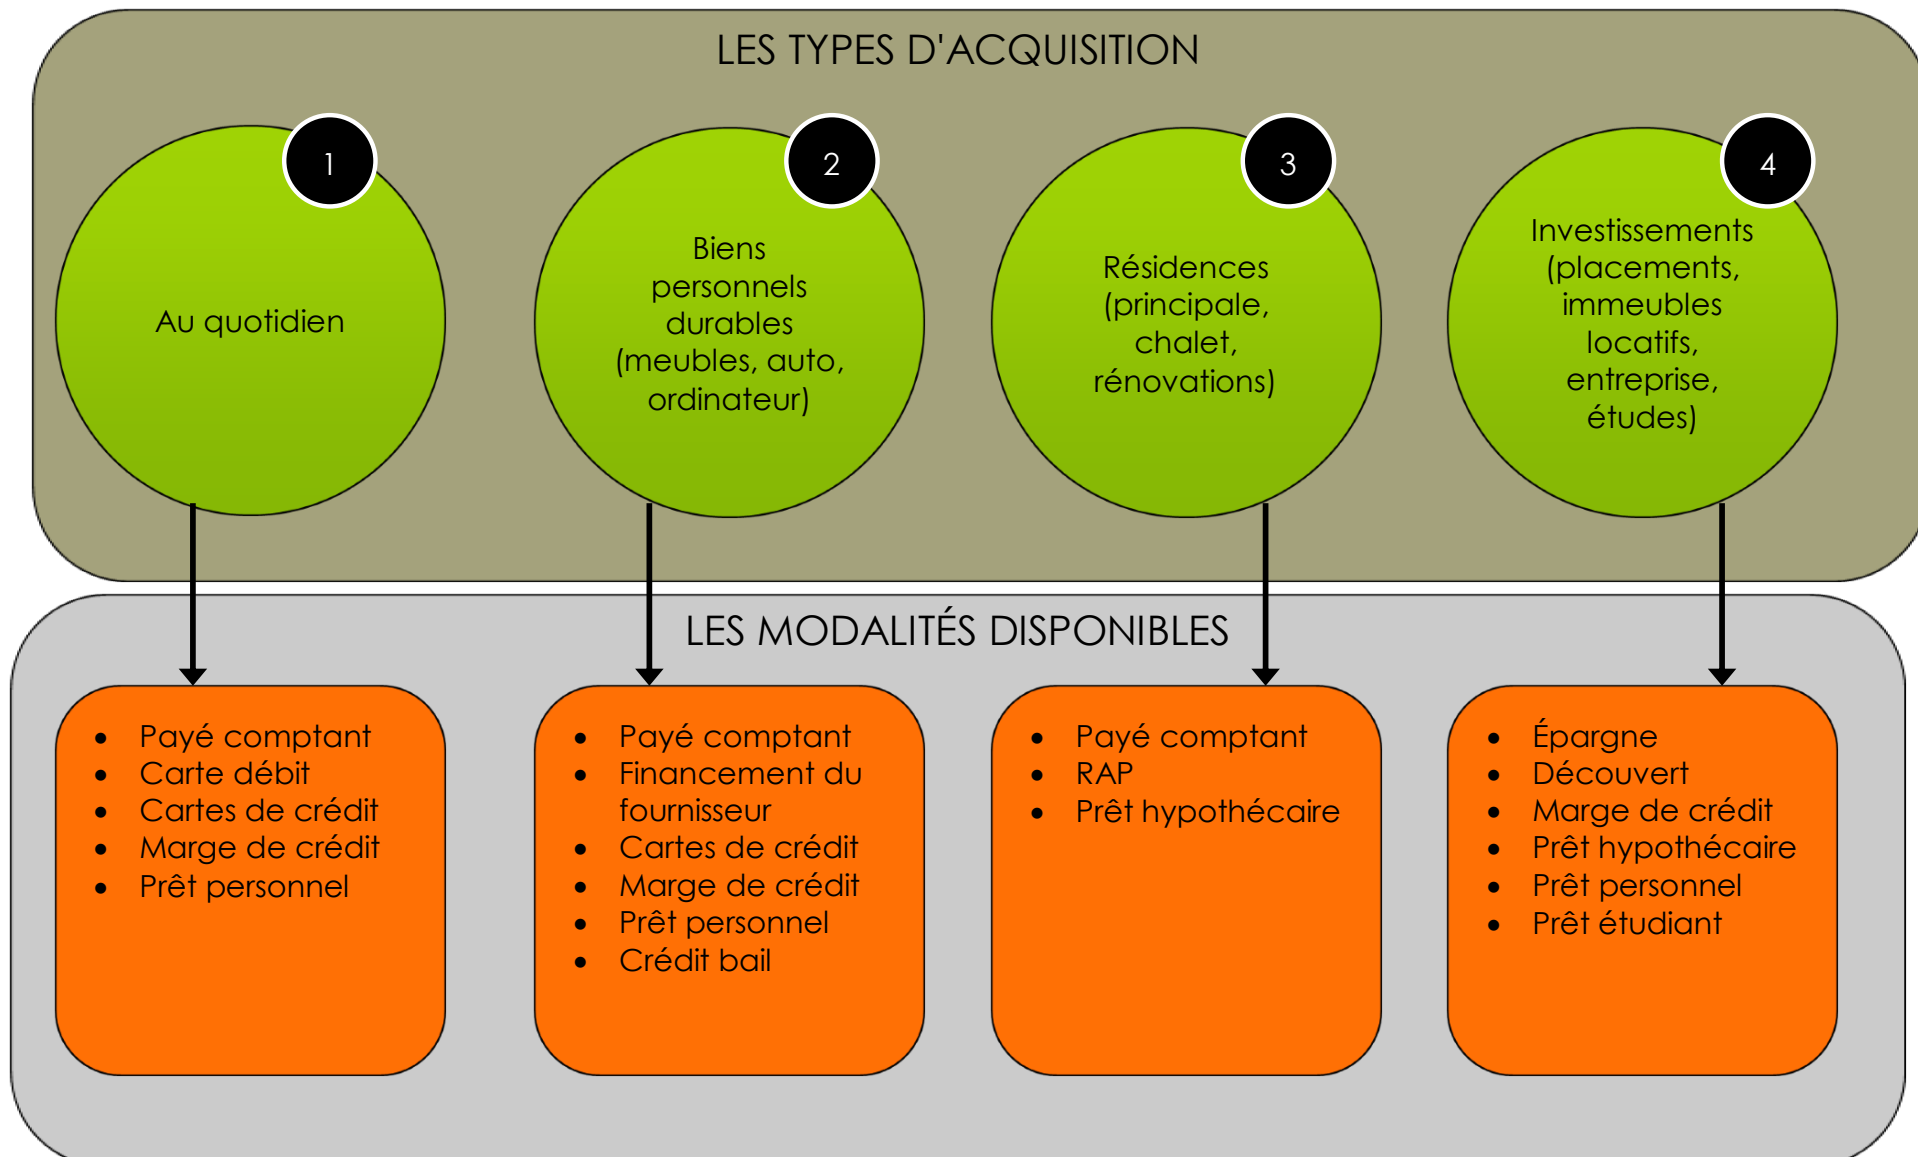 LES TYPES D'ACQUISITION
1
Au quotidien
2
Biens
personnels
durables
(meubles, auto,
ordinateur)
3
Résidences
(principale,
chalet,
rénovations)
4
Investissements
(placements,
immeubles
locatifs,
entreprise,
études)
LES MODALITÉS DISPONIBLES
• Payé comptant
• Carte débit
• Cartes de crédit
• Marge de crédit
• Prêt personnel
• Payé comptant
• Financement du
fournisseur
• Cartes de crédit
• Marge de crédit
• Prêt personnel
• Crédit bail
• Payé comptant
• RAP
• Prêt hypothécaire
• Épargne
• Découvert
• Marge de crédit
• Prêt hypothécaire
• Prêt personnel
• Prêt étudiant